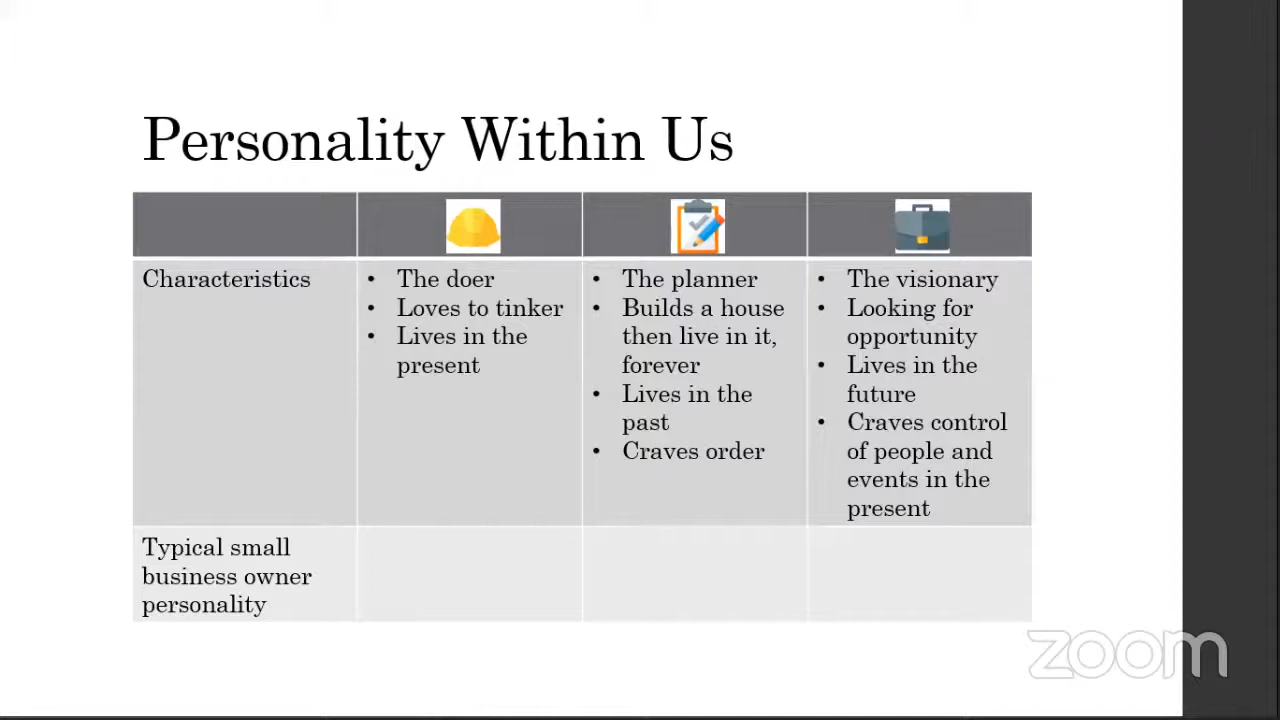 Personality Within Us
Characteristics
• The doer
• Loves to tinker
• Lives in the
present
• The planner
• Builds a house
then live in it,
forever
• Lives in the
past
• Craves order
• The visionary
• Looking for
opportunity
• Lives in the
future
• Craves control
of people and
events in the
present
Typical small
business owner
personality
zoom